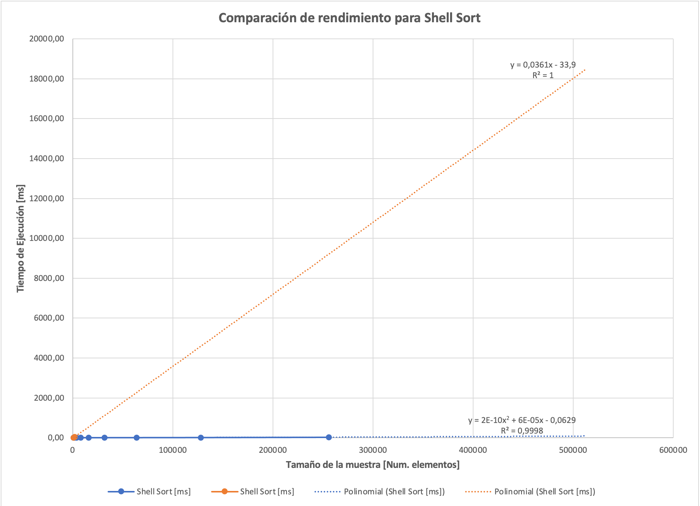 Comparación de rendimiento para Shell Sort
20000,00
18000,00
16000,00
14000,00
12000,00
10000,00
8000,00
6000,00
4000,00
2000,00
0,00
Tiempo de Ejecución [ms]
y = 0,0361x - 33,9
R² = 1
y = 2E-10x² + 6E-05x - 0,0629
R² = 0,9998
0 100000 200000 300000 400000 500000 600000
Tamaño de la muestra [Num. elementos]
Shell Sort [ms] Shell Sort [ms] Polinomial (Shell Sort [ms]) Polinomial (Shell Sort [ms])